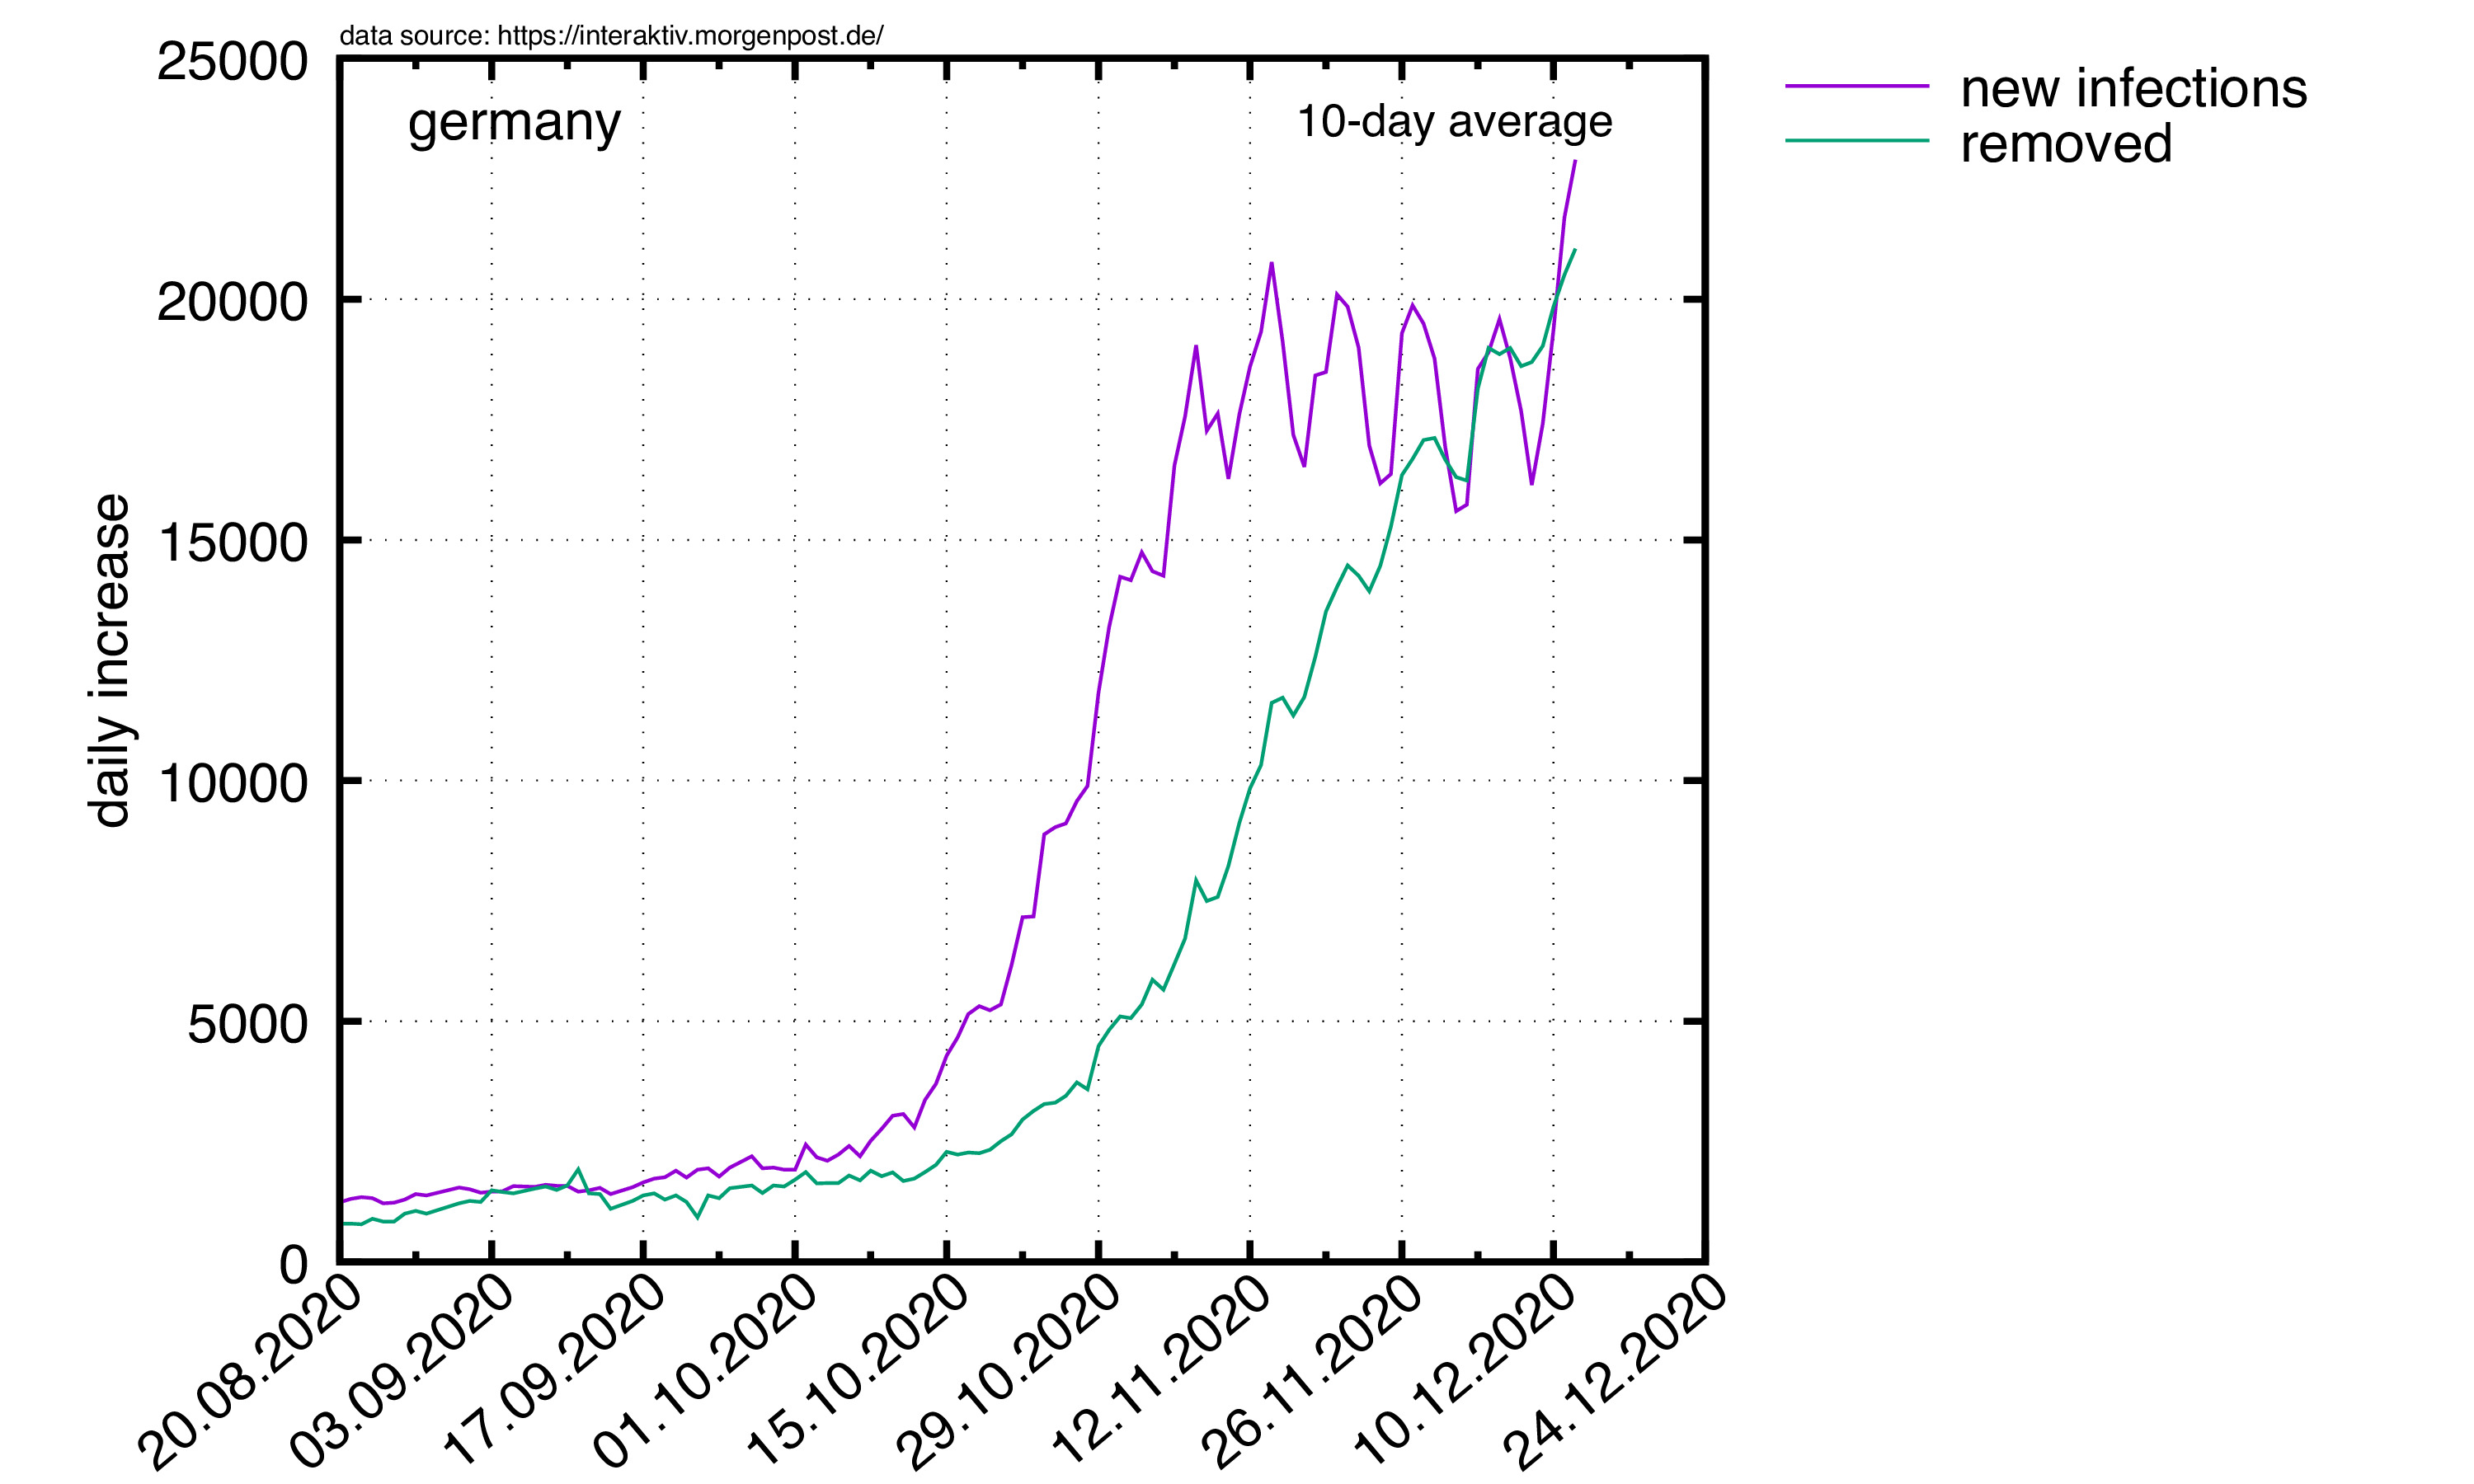 data source: https://interaktiv.morgenpost.de/
germany
10-day average
new infections
removed
daily increase
25000
20000
15000
10000
5000
0
20.08.2020
03.09.2020
17.09.2020
01.10.2020
15.10.2020
29.10.2020
12.11.2020
26.11.2020
10.12.2020
24.12.2020